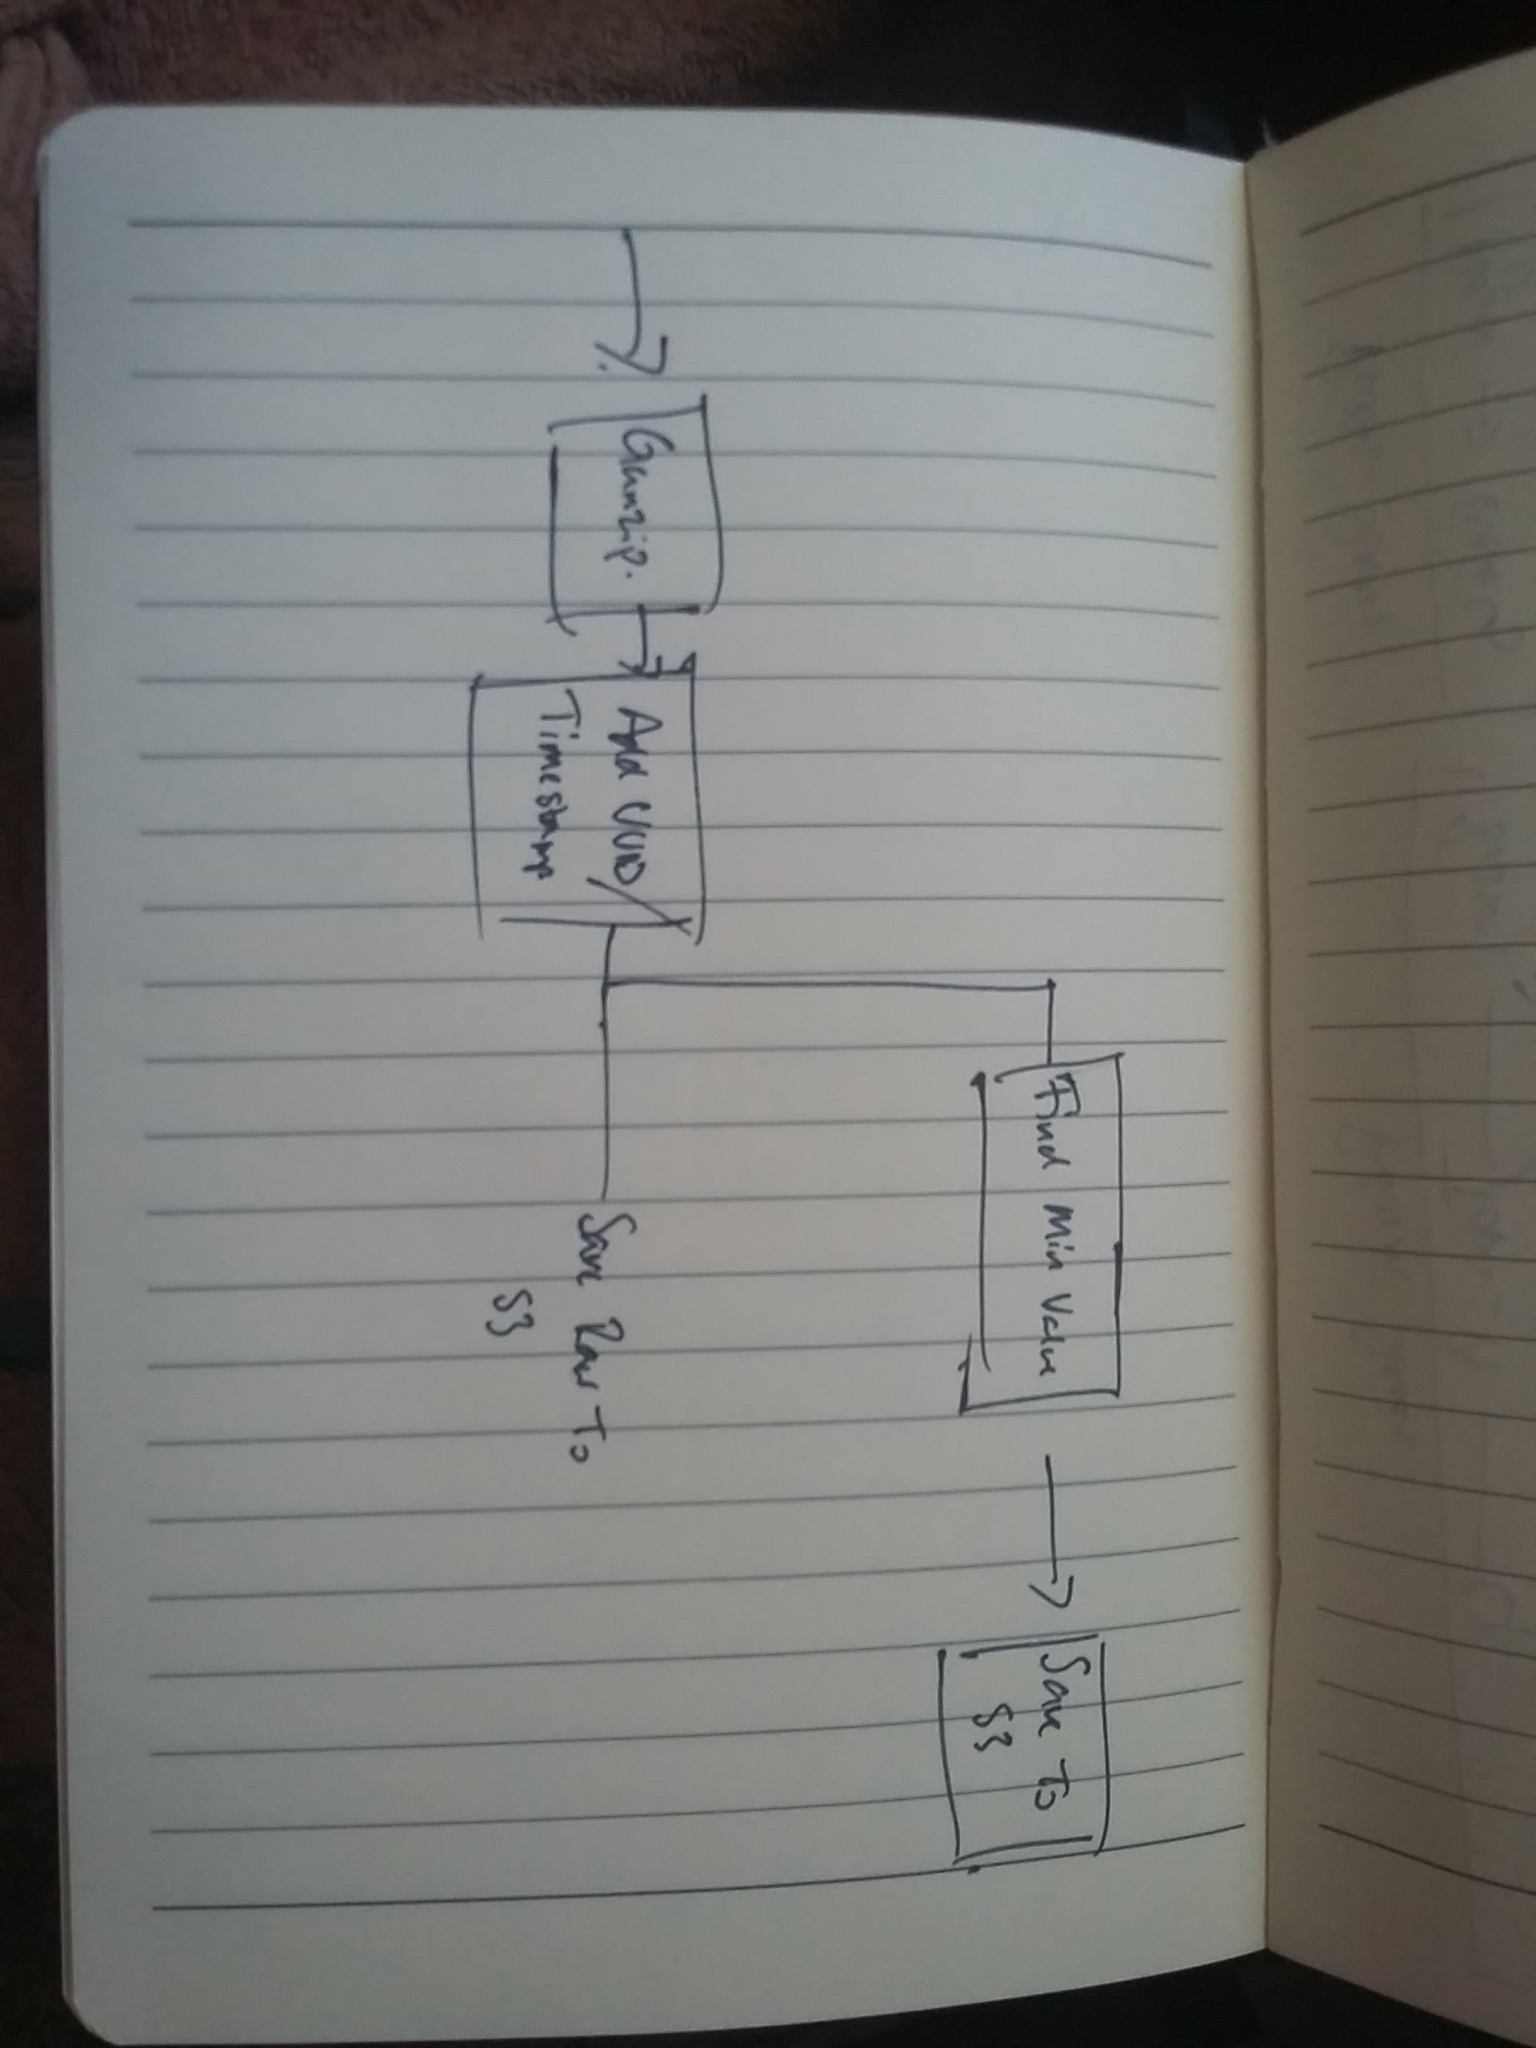 Gunzip.
Add UUID/
Timestamp
Find Min Value
Save To
S3
Save Raw To
S3